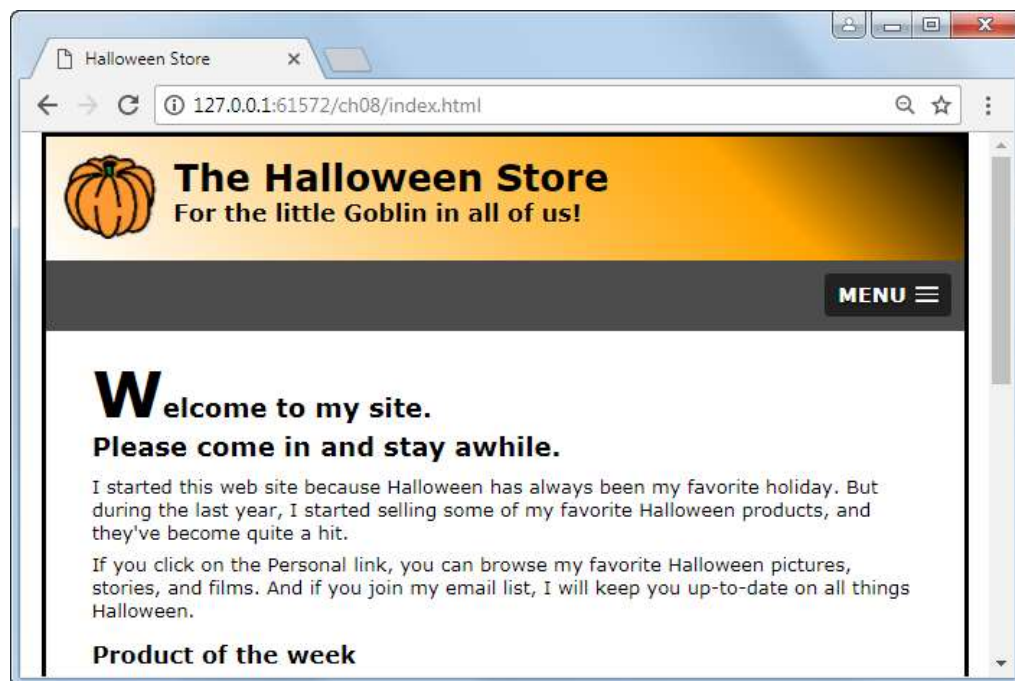 Halloween Store
127.0.0.1:61572/ch08/index.html
The Halloween Store
For the little Goblin in all of us!
MENU
Welcome to my site.
Please come in and stay awhile.
I started this web site because Halloween has always been my favorite holiday. But
during the last year, I started selling some of my favorite Halloween products, and
they've become quite a hit.
If you click on the Personal link, you can browse my favorite Halloween pictures,
stories, and films. And if you join my email list, I will keep you up-to-date on all things
Halloween.
Product of the week